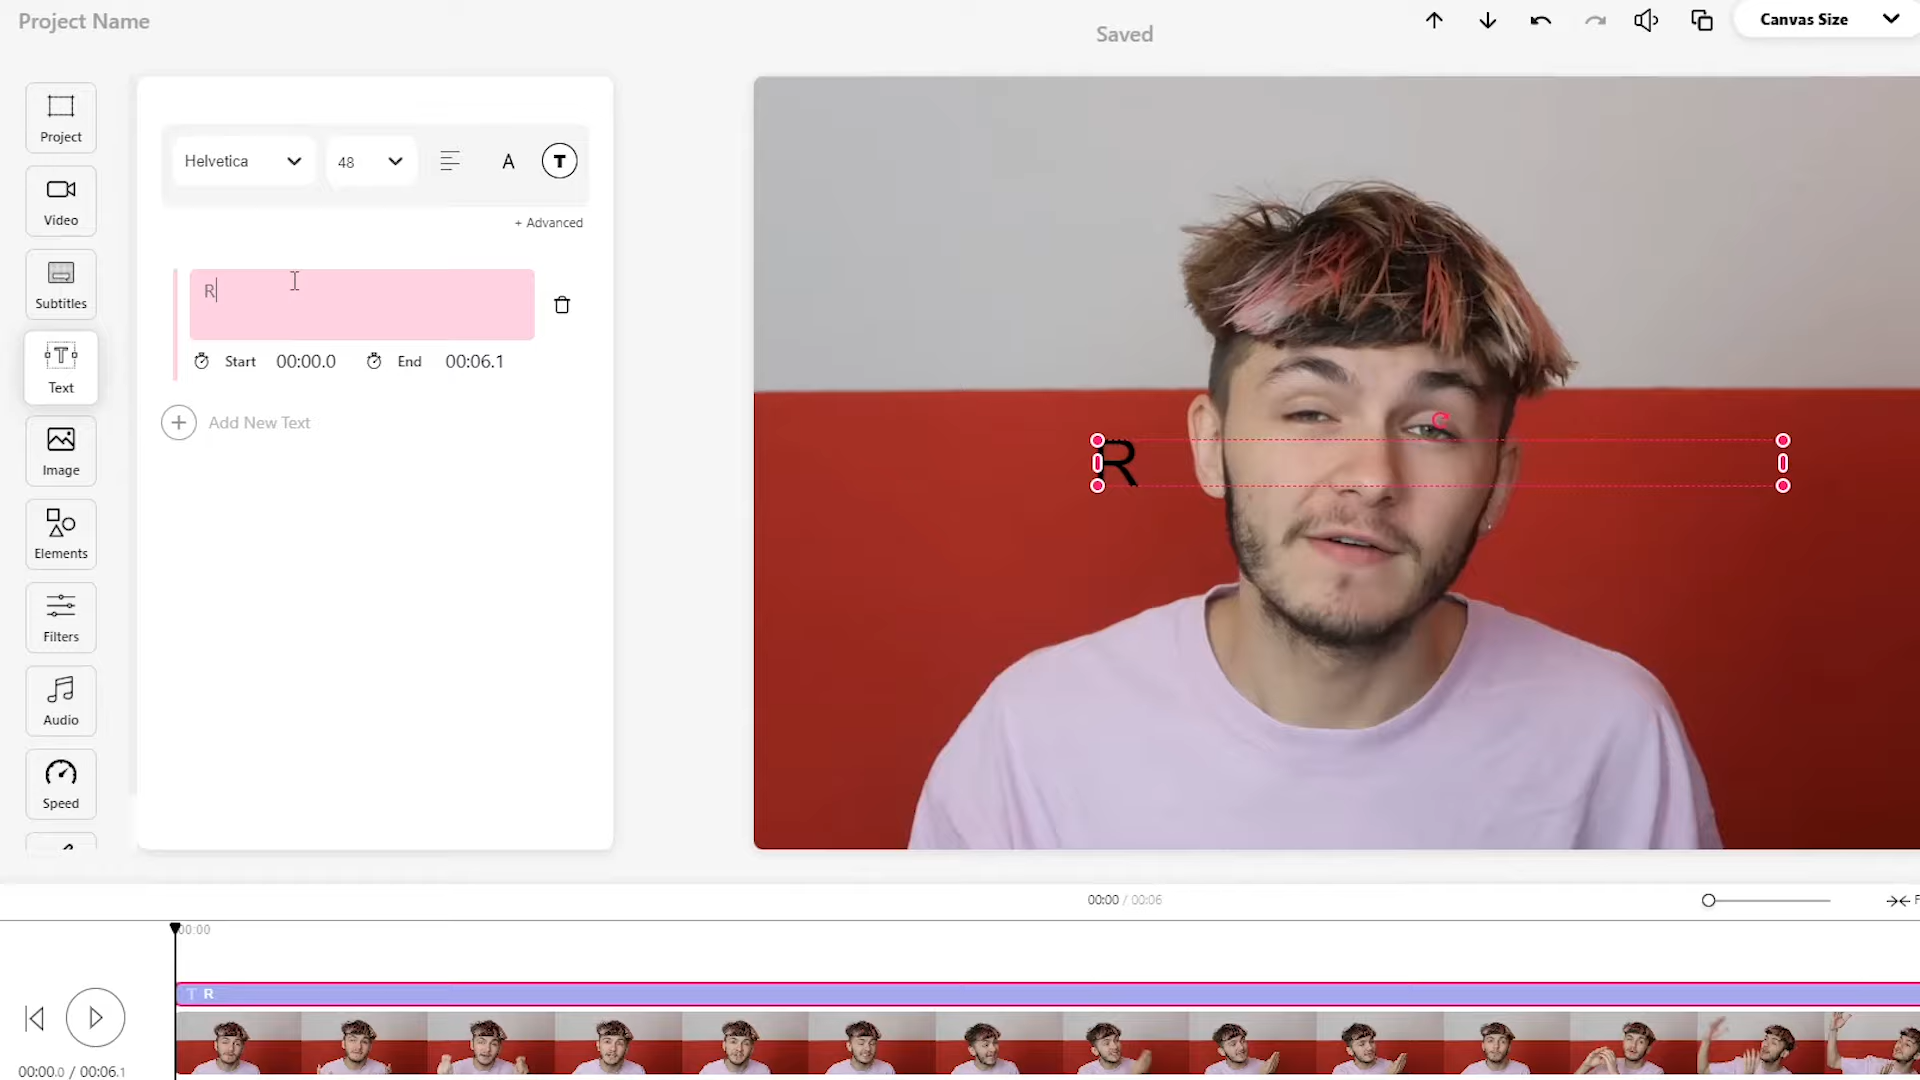 Project Name
Saved
Canvas Size
Project
Video
Subtitles
Text
Image
Elements
Filters
Audio
Speed
Helvetica
48
A
T
+ Advanced
R
Start 00:00.0 End 00:06.1
Add New Text
R
00:00 / 00:06
F
00:00
T R
00:00.0 / 00:06.1